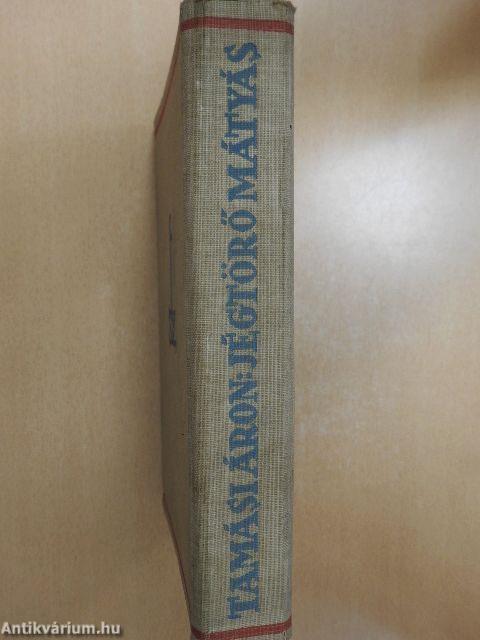 TAMÁSI ÁRON: JÉGTÖRŐ MÁTYÁS
Antikvárium.hu